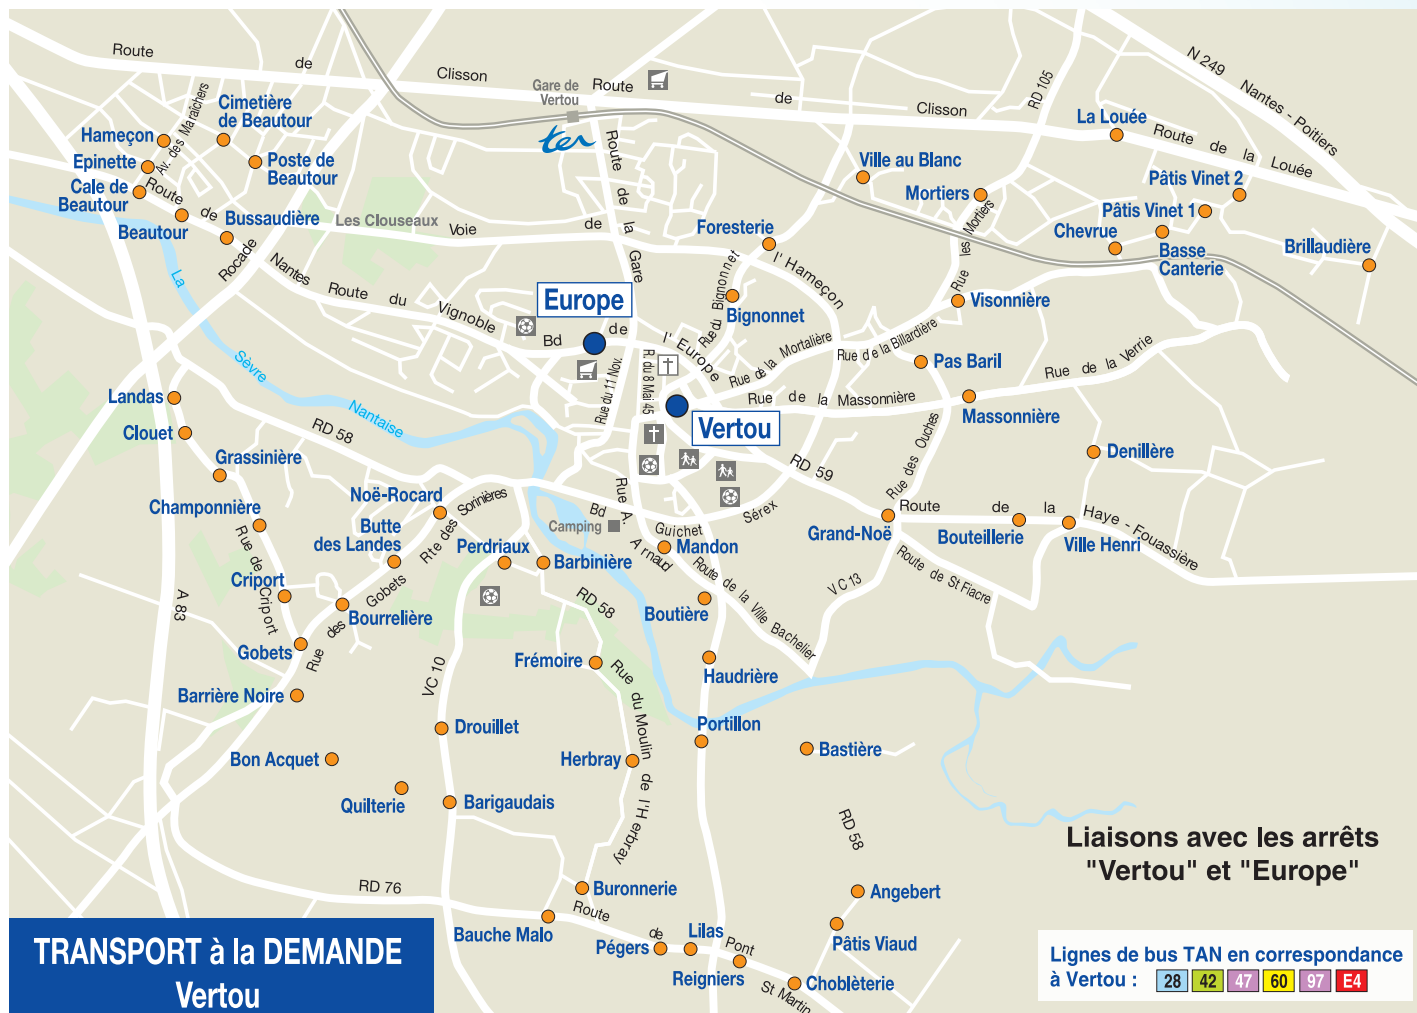 Route de Clisson
Gare de
Vertou
Route de Clisson
ter
RD 105
N 249 Nantes - Poitiers
La Louée
Route de la Louée
Av. des Maraichers
Cimetière
de Beautour
Hameçon
Epinette
Poste de
Beautour
Cale de
Beautour
Route de
Beautour
Bussaudière
Rocade
Les Clouseaux
Voie de l'Hameçon
Route de la Gare
Foresterie
Ville au Blanc
Mortiers
Rue les Mortiers
Pâtis Vinet 2
Pâtis Vinet 1
Chevrue
Basse
Canterie
Brillaudière
La Sèvre Nantaise
Nantes Route du Vignoble
Europe
Bd de l'Europe
Rue du Bignonnet
Bignonnet
Visonnière
Rue de la Mortalière
Rue de la Billardière
Pas Baril
Rue de la Verrie
Rue du 11 Nov.
R. du 8 Mai 45
Vertou
Rue de la Massonnière
Massonnière
Landas
Clouet
RD 58
Grassinière
Championnière
Noë-Rocard
Butte
des Landes
Rte des Sorinières
Perdriaux
Barbinière
Camping
Bd Guichet Sérex
Rue A. Arnaud
Mandon
RD 59
Rue des Ouches
Denillère
Grand-Noë
Route de la Haye - Fouassière
Bouteillerie
Ville Henri
Route de St Fiacre
VC 13
Route de la Ville Bachelier
Rue de Criport
Criport
A 83
Bourrelière
Rue des Gobets
Gobets
Barrière Noire
RD 58
Boutière
Haudrière
Frémoire
VC 10
Rue du Moulin de l'Herbray
Portillon
Drouillet
Bon Acquet
Herbray
Bastière
Quilterie
Barigaudais
RD 58
Liaisons avec les arrêts
"Vertou" et "Europe"
RD 76
Buronnerie
Angebert
Route de Pont St Martin
Bauche Malo
Pégers
Lilas
Reigniers
Pâtis Viaud
Choblèterie
TRANSPORT à la DEMANDE
Vertou
Lignes de bus TAN en correspondance
à Vertou : 28 42 47 60 97 E4